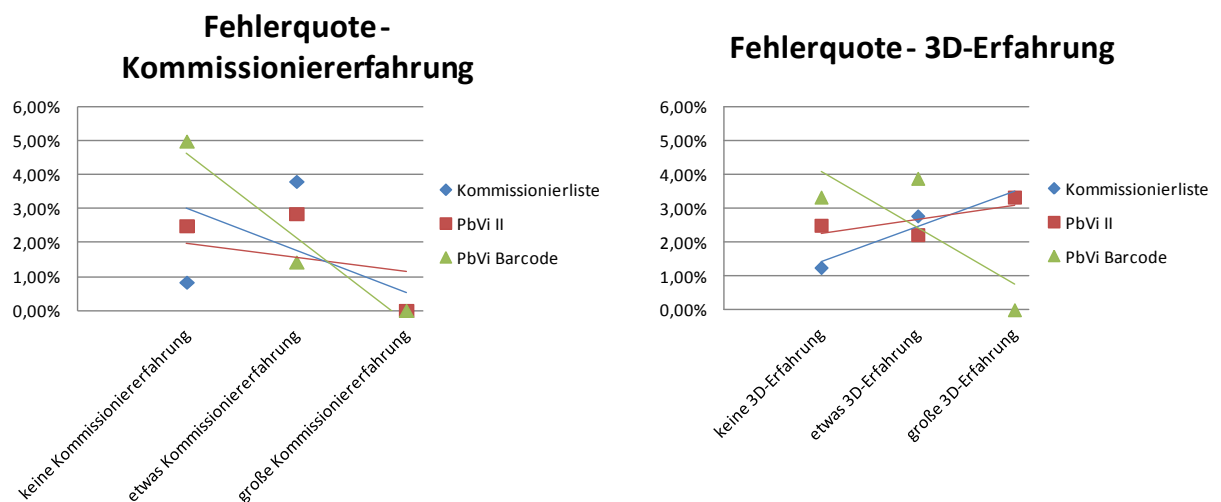 Fehlerquote-
Kommissioniererfahrung
6,00%
5,00%
4,00%
3,00%
2,00%
1,00%
0,00%
keine Kommissioniererfahrung
etwas Kommissioniererfahrung
große Kommissioniererfahrung
Kommissionierliste
PbVi II
PbVi Barcode
Fehlerquote- 3D-Erfahrung
6,00%
5,00%
4,00%
3,00%
2,00%
1,00%
0,00%
keine 3D-Erfahrung
etwas 3D-Erfahrung
große 3D-Erfahrung
Kommissionierliste
PbVi II
PbVi Barcode